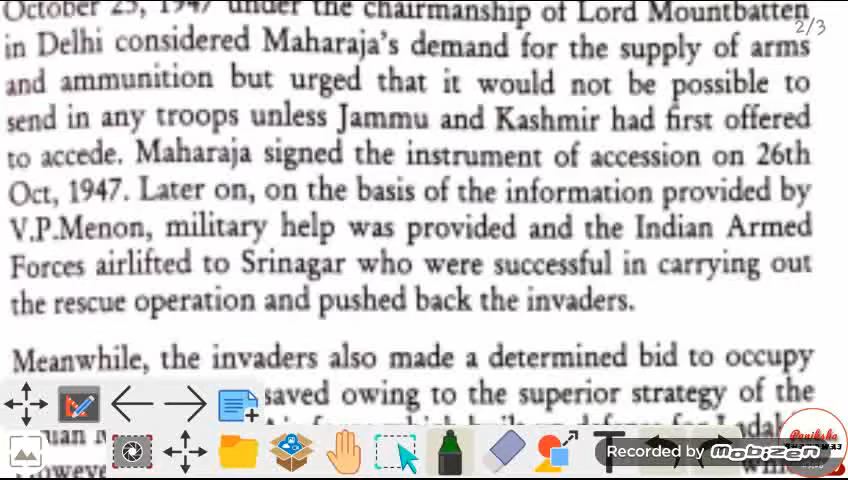 October 25, 1947 under the chairmanship of Lord Mountbatten
2/3
in Delhi considered Maharaja's demand for the supply of arms
and ammunition but urged that it would not be possible to
send in any troops unless Jammu and Kashmir had first offered
to accede. Maharaja signed the instrument of accession on 26th
Oct, 1947. Later on, on the basis of the information provided by
V.P.Menon, military help was provided and the Indian Armed
Forces airlifted to Srinagar who were successful in carrying out
the rescue operation and pushed back the invaders.
Meanwhile, the invaders also made a determined bid to occupy
saved owing to the superior strategy of the
Recorded by MOBIZEN